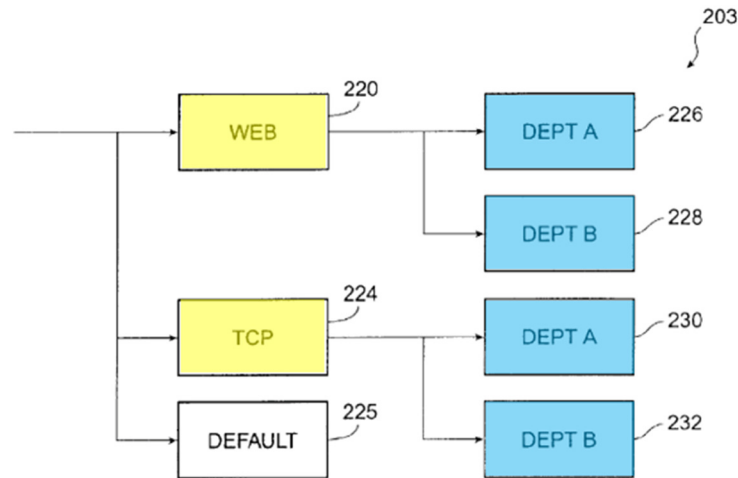 203
220
WEB
DEPT A
226
DEPT B
228
224
TCP
DEPT A
230
225
DEFAULT
DEPT B
232